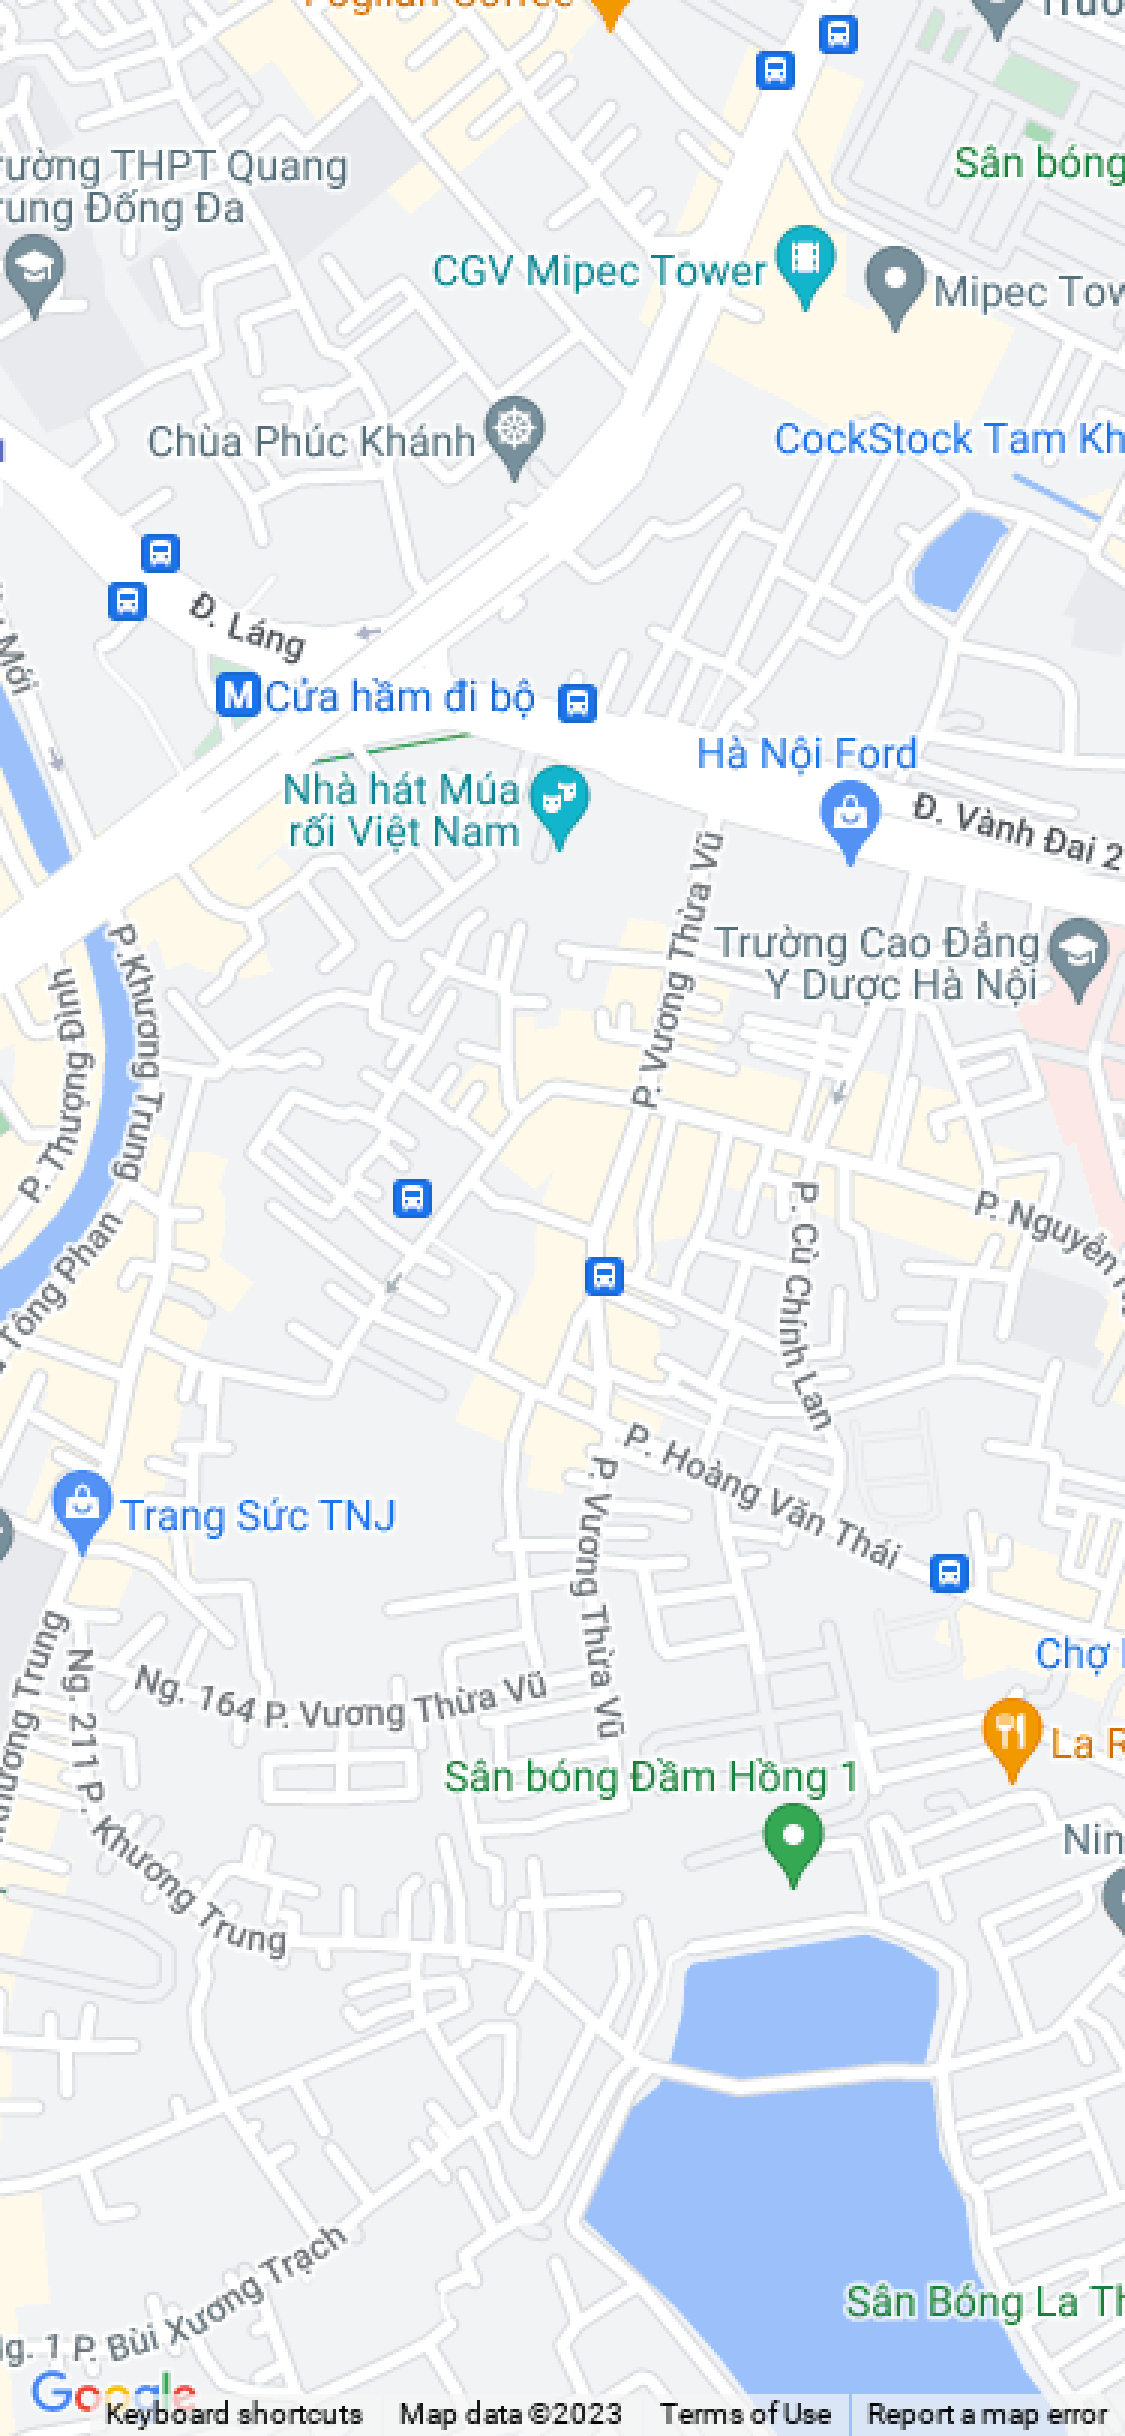 rường THPT Quang
rung Đống Đa
Sân bóng
CGV Mipec Tower
Mipec Tow
Chùa Phúc Khánh
CockStock Tam Kh
Đ. Láng
Mới
M Cửa hầm đi bộ
Hà Nội Ford
Nhà hát Múa
rối Việt Nam
Đ. Vành Đai 2
P. Vương Thừa Vũ
Trường Cao Đẳng
Y Dược Hà Nội
P. Khương Trung
P. Thượng Đình
Tống Phan
P. Cù Chính Lan
P. Nguyễn
P. Hoàng Văn Thái
Trang Sức TNJ
P. Vương Thừa Vũ
Chợ
Khương Trung
Ng. 164 P. Vương Thừa Vũ
Ng. 211 P. Khương Trung
La R
Sân bóng Đầm Hồng 1
Nin
Sân Bóng La Th
g. 1 P. Bùi Xương Trạch
Google
Keyboard shortcuts Map data ©2023 Terms of Use Report a map error